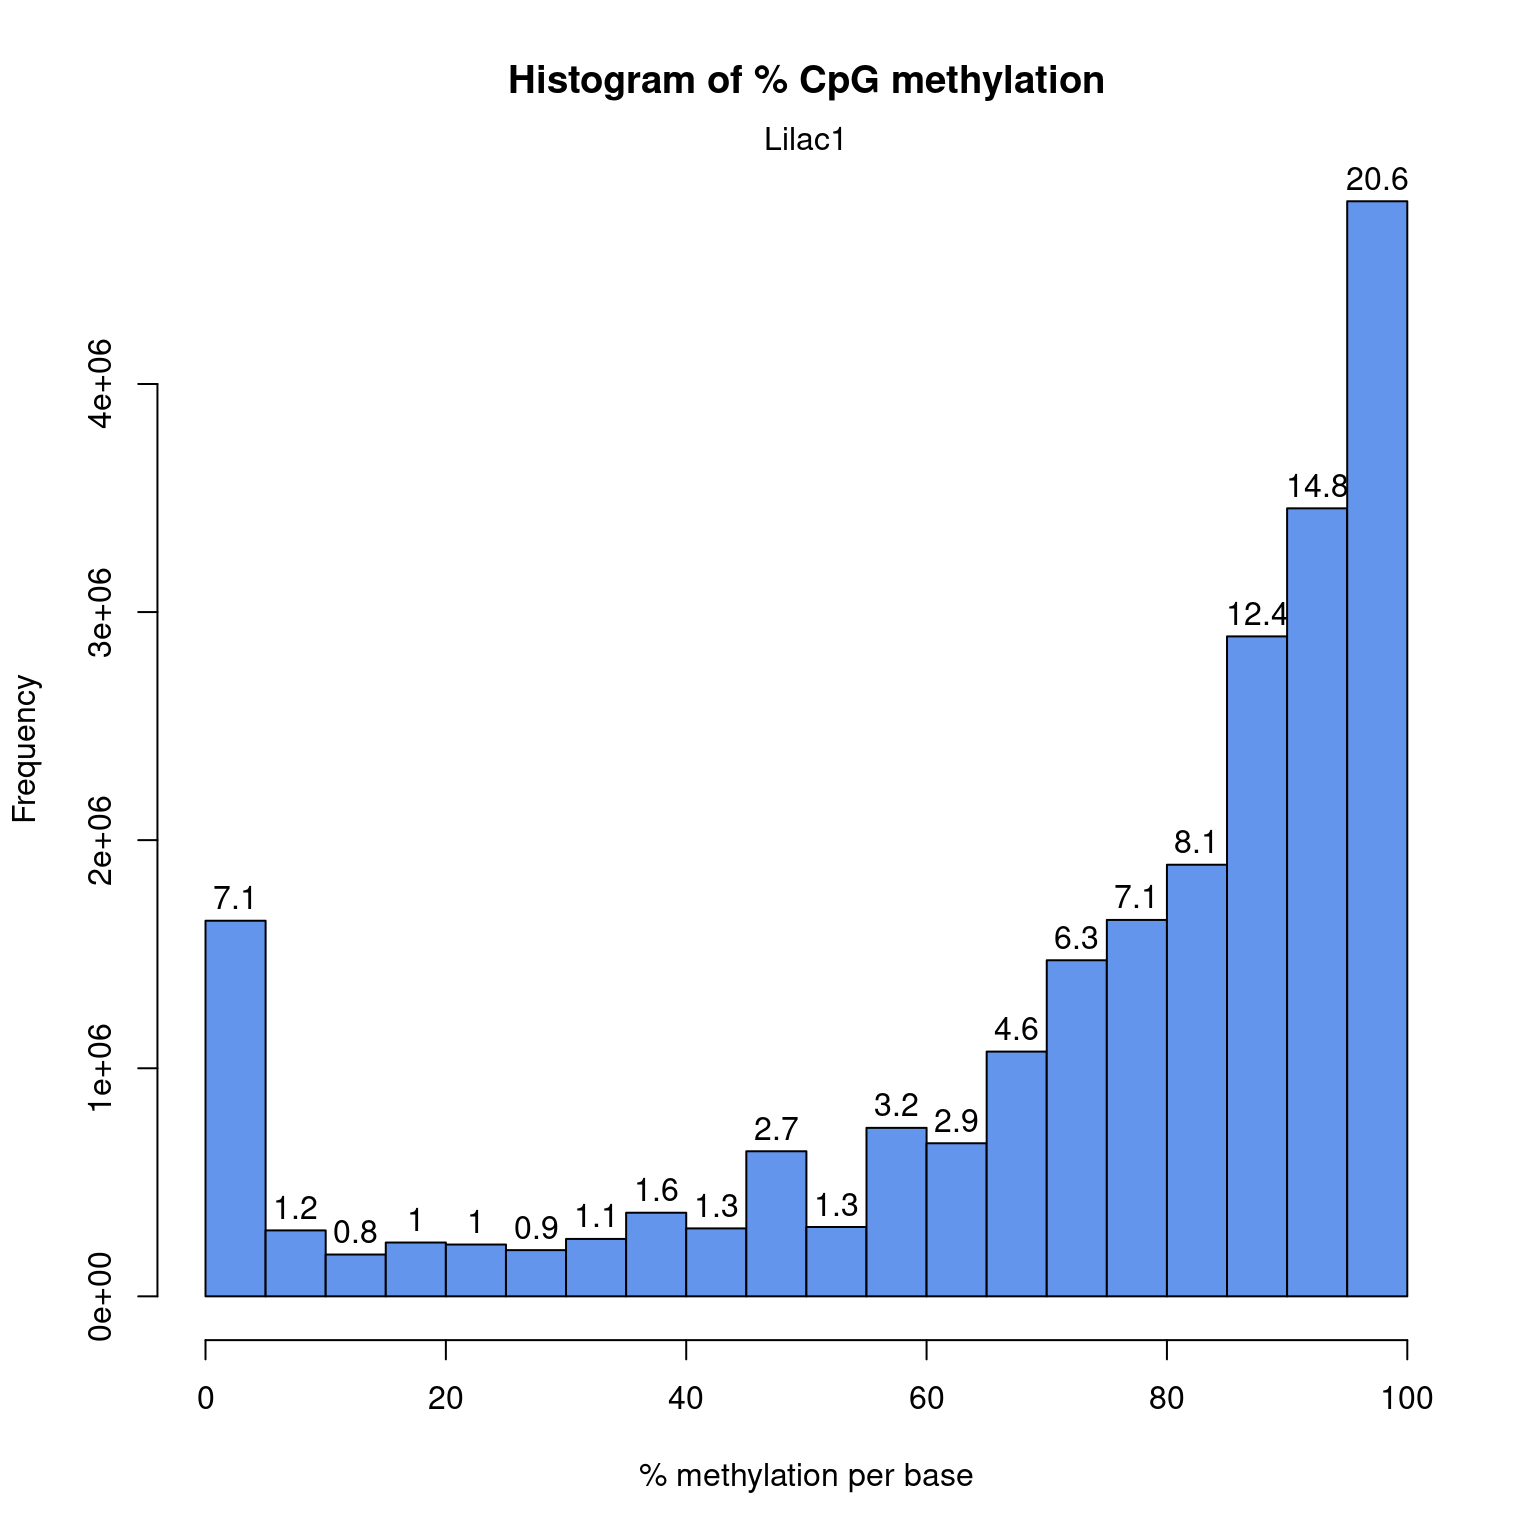 Histogram of % CpG methylation
Lilac1
20.6
14.8
12.4
8.1
7.1
7.1
6.3
4.6
3.2
2.9
2.7
1.6
1.3
1.3
1.2
1.1
1
1
0.9
0.8
4e+06
3e+06
2e+06
1e+06
0e+00
Frequency
0 20 40 60 80 100
% methylation per base